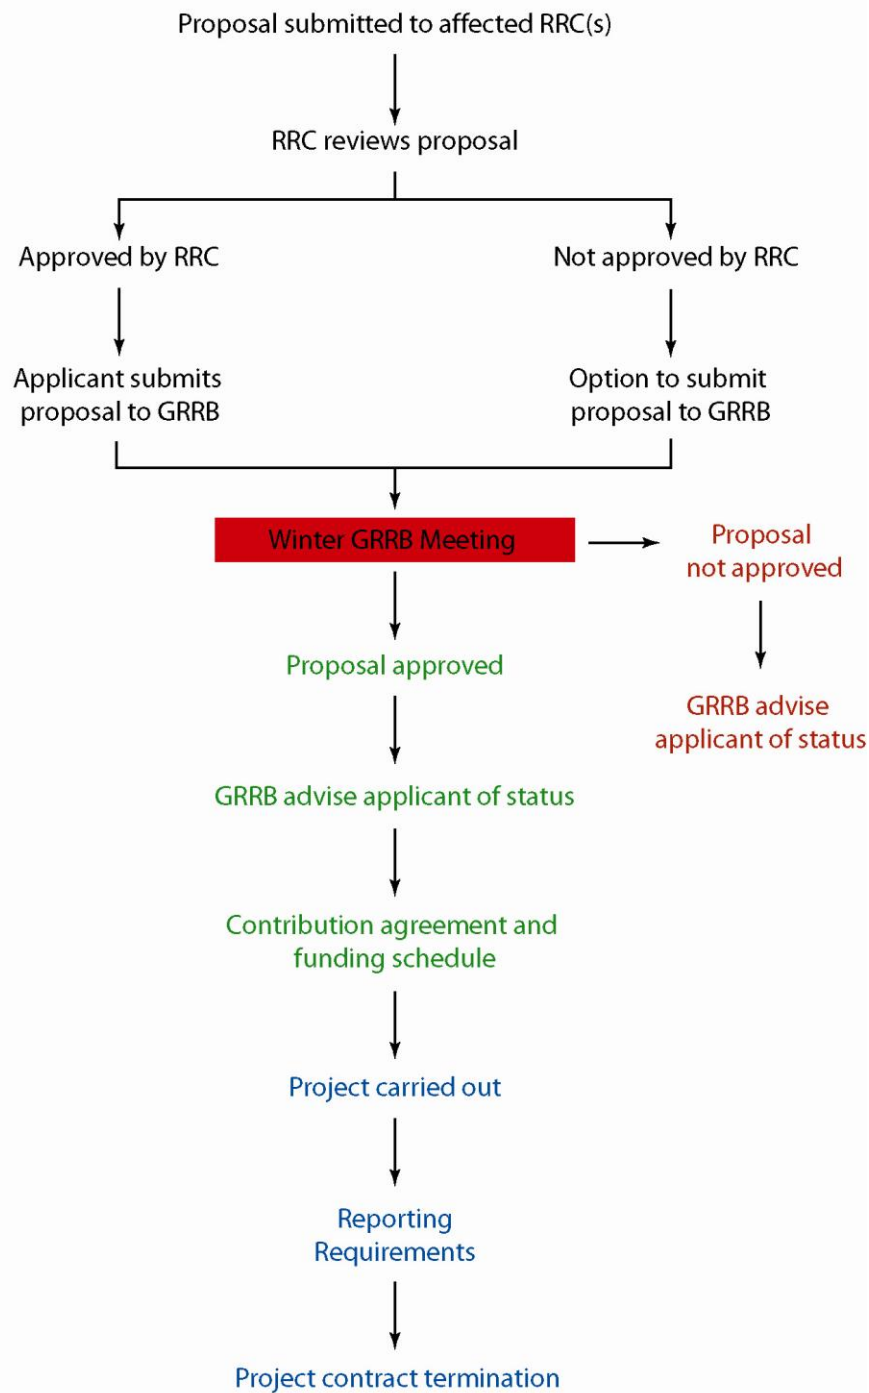 Proposal submitted to affected RRC(s)
RRC reviews proposal
Approved by RRC
Not approved by RRC
Applicant submits
proposal to GRRB
Option to submit
proposal to GRRB
Winter GRRB Meeting
Proposal
not approved
Proposal approved
GRRB advise
applicant of status
GRRB advise applicant of status
Contribution agreement and
funding schedule
Project carried out
Reporting
Requirements
Project contract termination